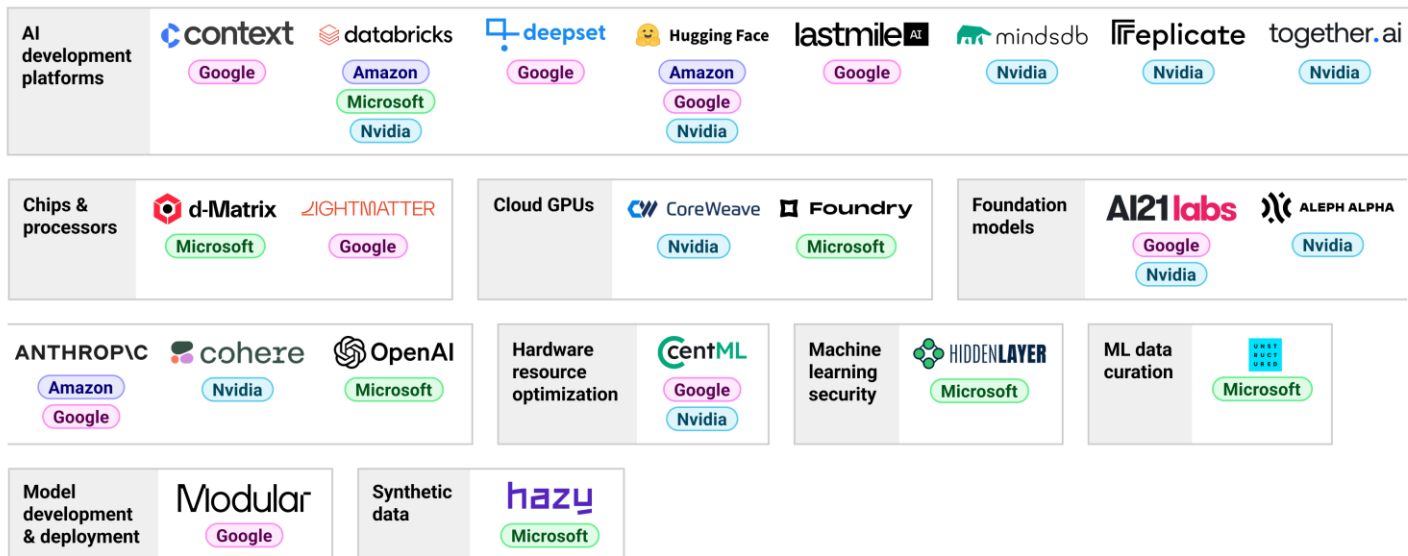 AI development platforms
context
Google
databricks
Amazon
Microsoft
Nvidia
deepset
Google
Hugging Face
Amazon
Google
Nvidia
lastmile AI
Google
mindsdb
Nvidia
Replicate
Nvidia
together.ai
Nvidia
Chips & processors
d-Matrix
Microsoft
LIGHTMATTER
Google
Cloud GPUs
CoreWeave
Nvidia
Foundry
Microsoft
Foundation models
AI21labs
Google
Nvidia
ALEPH ALPHA
Nvidia
ANTHROP\C
Amazon
Google
cohere
Nvidia
OpenAI
Microsoft
Hardware resource optimization
CentML
Google
Nvidia
Machine learning security
HIDDENLAYER
Microsoft
ML data curation
UNST
RUCT
URED
Microsoft
Model development & deployment
Modular
Google
Synthetic data
hazy
Microsoft